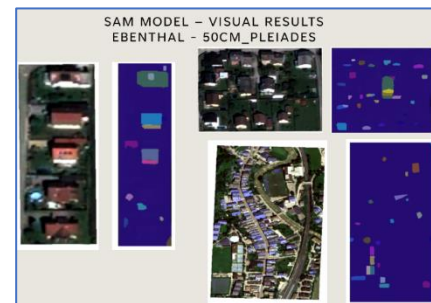 SAM MODEL – VISUAL RESULTS
EBENTHAL - 50CM_PLEIADES